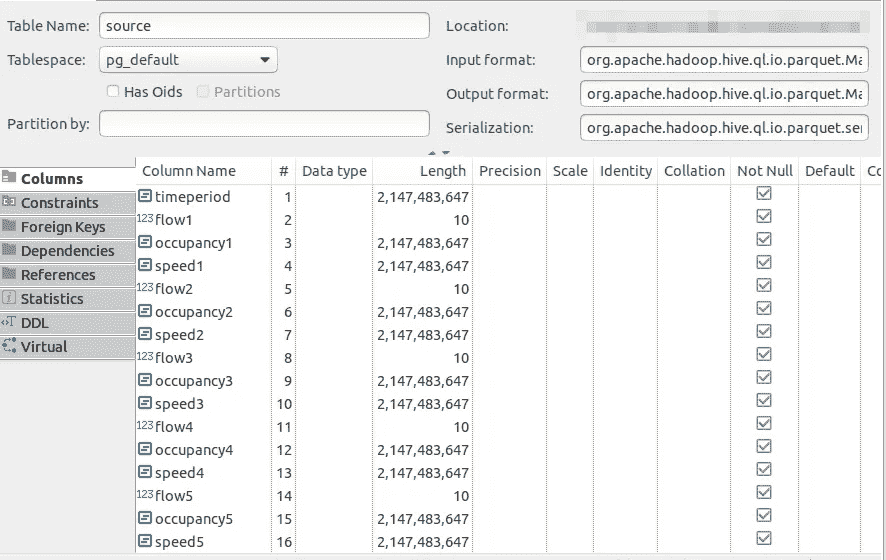 Table Name: source Location:
Tablespace: pg_default Input format: org.apache.hadoop.hive.ql.io.parquet.Ma
Has Oids Partitions Output format: org.apache.hadoop.hive.ql.io.parquet.Ma
Partition by: Serialization: org.apache.hadoop.hive.ql.io.parquet.ser
Columns
Constraints
Foreign Keys
Dependencies
References
Statistics
DDL
Virtual
Column Name # Data type Length Precision Scale Identity Collation Not Null Default Co
timeperiod 1 2,147,483,647
123 flow1 2 10
occupancy1 3 2,147,483,647
speed1 4 2,147,483,647
123 flow2 5 10
occupancy2 6 2,147,483,647
speed2 7 2,147,483,647
123 flow3 8 10
occupancy3 9 2,147,483,647
speed3 10 2,147,483,647
123 flow4 11 10
occupancy4 12 2,147,483,647
speed4 13 2,147,483,647
123 flow5 14 10
occupancy5 15 2,147,483,647
speed5 16 2,147,483,647